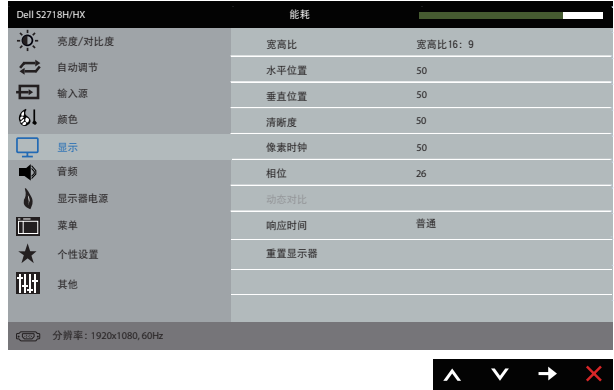 Dell S2718H/HX 能耗
亮度/对比度
自动调节
输入源
颜色
显示
音频
显示器电源
菜单
个性设置
其他
宽高比 宽高比16：9
水平位置 50
垂直位置 50
清晰度 50
像素时钟 50
相位 26
动态对比
响应时间 普通
重置显示器
分辨率：1920x1080, 60Hz